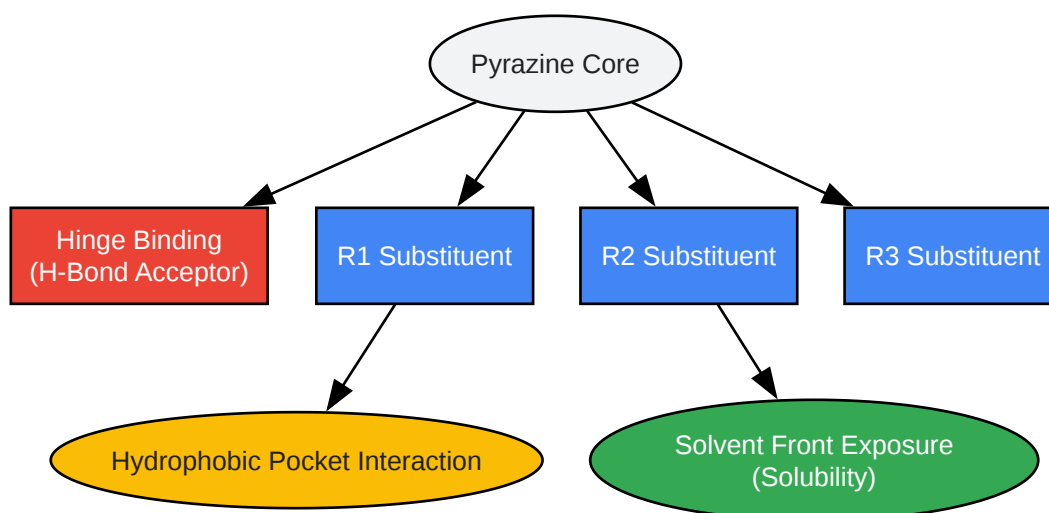 Pyrazine Core
Hinge Binding
(H-Bond Acceptor)
R1 Substituent
R2 Substituent
R3 Substituent
Hydrophobic Pocket Interaction
Solvent Front Exposure
(Solubility)